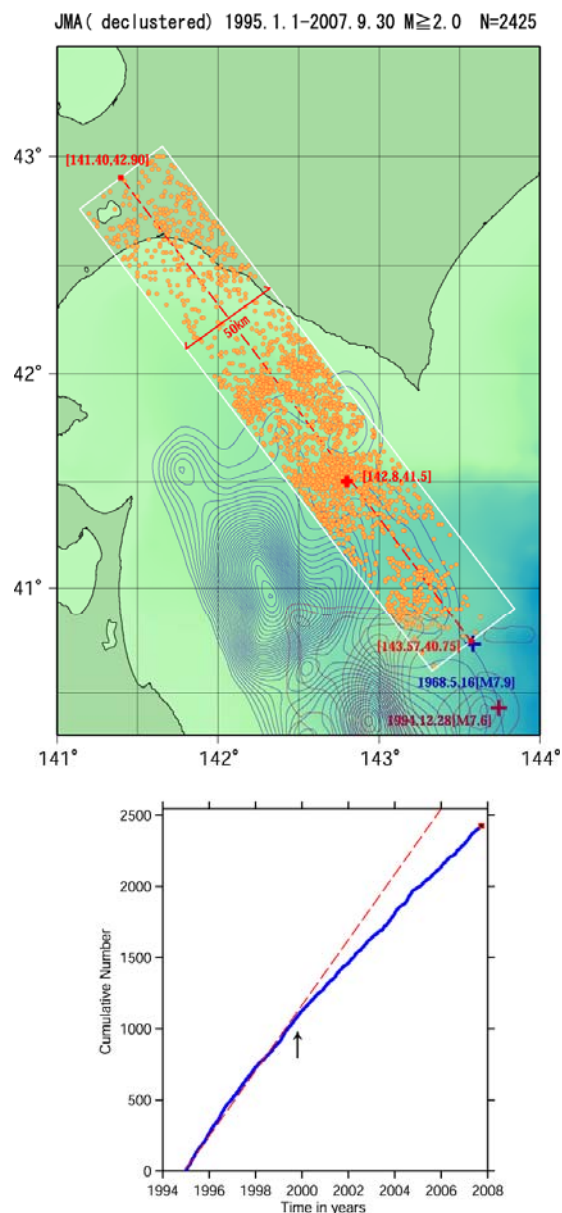 JMA( declustered) 1995.1.1-2007.9.30 M≧2.0 N=2425
43°
[141.40,42.90]
50km
42°
[142.8,41.5]
41°
[143.57,40.75]
1968.5.16[M7.9]
1994.12.28[M7.6]
141° 142° 143° 144°
2500
2000
1500
1000
500
0
Cumulative Number
1994 1996 1998 2000 2002 2004 2006 2008
Time in years